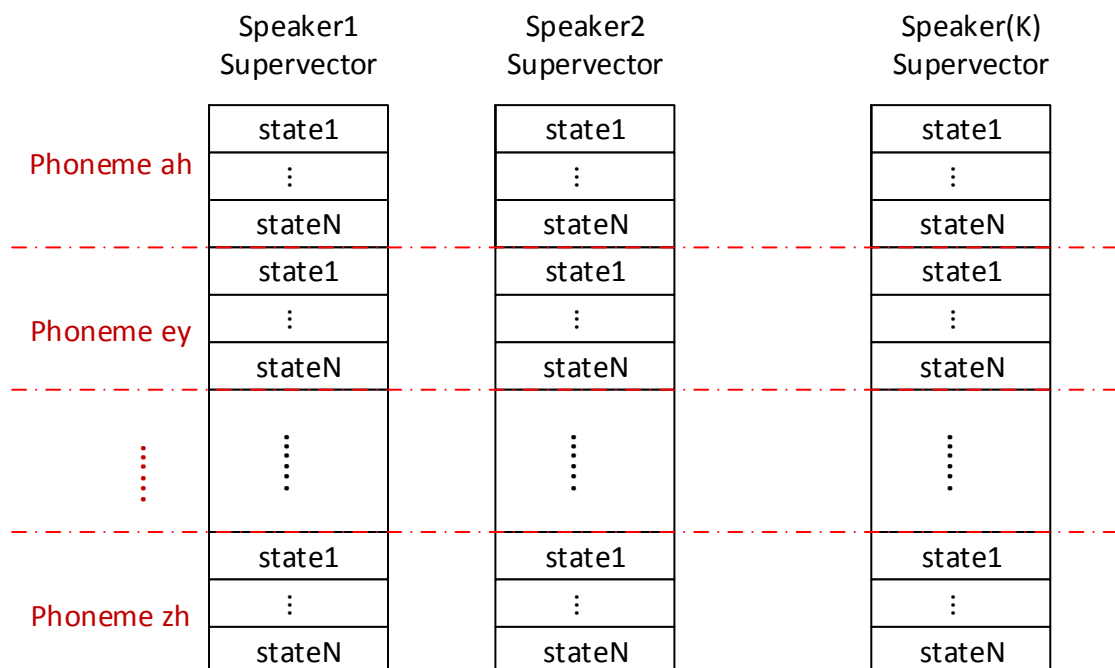 Speaker1
Supervector
Speaker2
Supervector
Speaker(K)
Supervector
Phoneme ah
state1
⋮
stateN
state1
⋮
stateN
state1
⋮
stateN
Phoneme ey
state1
⋮
stateN
state1
⋮
stateN
state1
⋮
stateN
Phoneme zh
state1
⋮
stateN
state1
⋮
stateN
state1
⋮
stateN